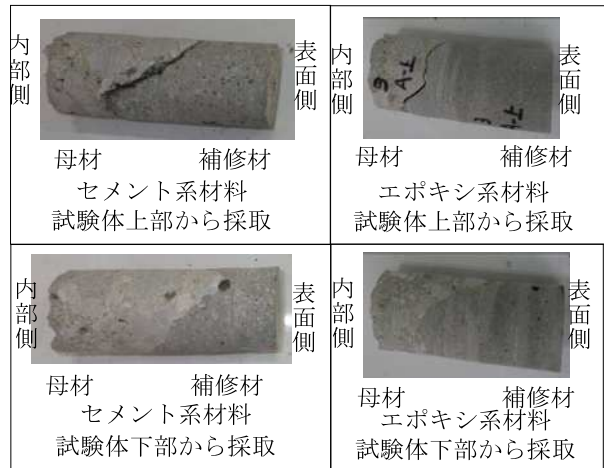 内部側
表面側
母材
補修材
セメント系材料
試験体上部から採取
内部側
表面側
母材
補修材
エポキシ系材料
試験体上部から採取
内部側
表面側
母材
補修材
セメント系材料
試験体下部から採取
内部側
表面側
母材
補修材
エポキシ系材料
試験体下部から採取